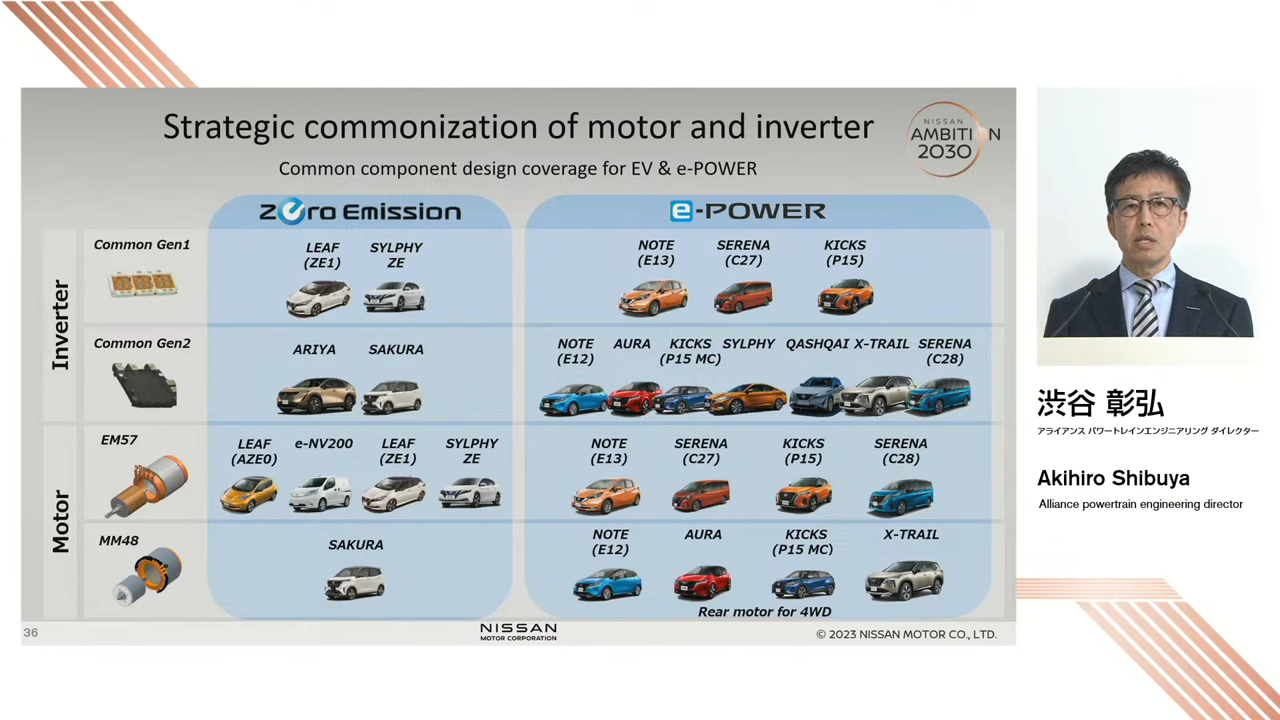 Strategic commonization of motor and inverter
NISSAN
AMBITION
2030
Common component design coverage for EV & e-POWER
Zero Emission
e-POWER
Inverter
Common Gen1
LEAF
(ZE1)
SYLPHY
ZE
NOTE
(E13)
SERENA
(C27)
KICKS
(P15)
Common Gen2
ARIYA
SAKURA
NOTE
(E12)
AURA
KICKS
(P15 MC)
SYLPHY
QASHQAI
X-TRAIL
SERENA
(C28)
Motor
EM57
LEAF
(AZE0)
e-NV200
LEAF
(ZE1)
SYLPHY
ZE
NOTE
(E13)
SERENA
(C27)
KICKS
(P15)
SERENA
(C28)
MM48
SAKURA
NOTE
(E12)
AURA
KICKS
(P15 MC)
X-TRAIL
Rear motor for 4WD
36
NISSAN
MOTOR CORPORATION
© 2023 NISSAN MOTOR CO., LTD.
渋谷 彰弘
アライアンス パワートレインエンジニアリング ダイレクター
Akihiro Shibuya
Alliance powertrain engineering director